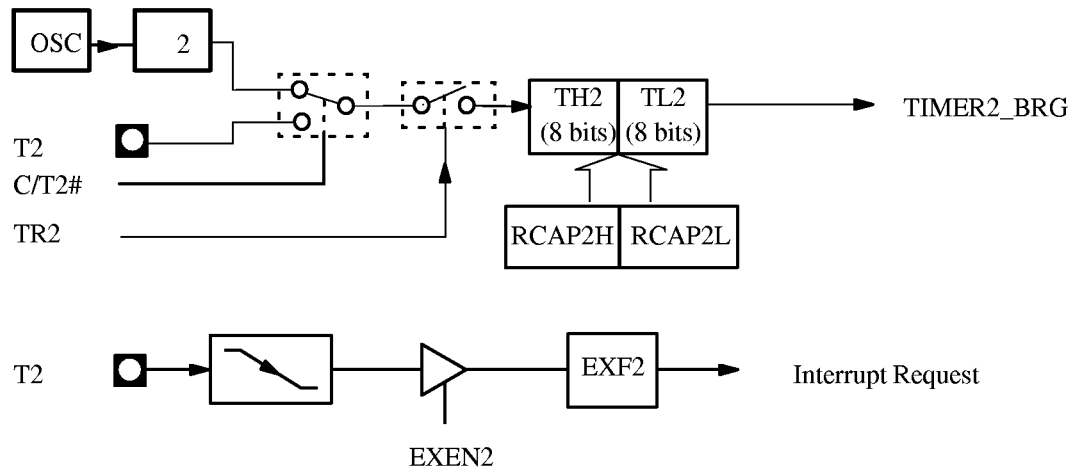 OSC
2
T2
C/T2#
TR2
TH2
(8 bits)
TL2
(8 bits)
TIMER2_BRG
RCAP2H
RCAP2L
T2
EXF2
Interrupt Request
EXEN2